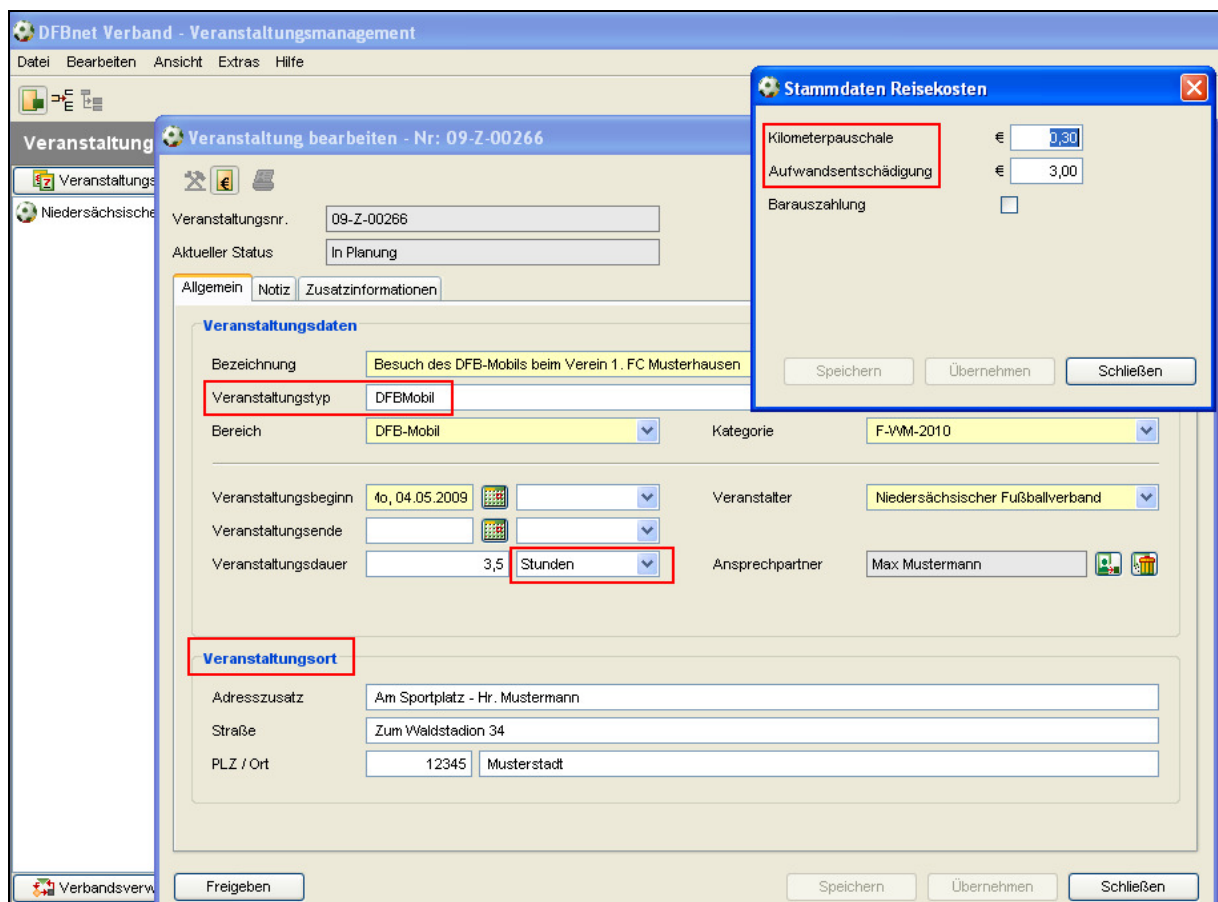 DFBnet Verband - Veranstaltungsmanagement
Datei Bearbeiten Ansicht Extras Hilfe
Veranstaltung
Veranstaltungs
Niedersächsische
Verbandsverw
Veranstaltung bearbeiten - Nr: 09-Z-00266
Veranstaltungsnr. 09-Z-00266
Aktueller Status In Planung
Allgemein Notiz Zusatzinformationen
Veranstaltungsdaten
Bezeichnung Besuch des DFB-Mobils beim Verein 1. FC Musterhausen
Veranstaltungstyp DFBMobil
Bereich DFB-Mobil Kategorie F-WM-2010
Veranstaltungsbeginn Mo, 04.05.2009 Veranstalter Niedersächsischer Fußballverband
Veranstaltungsende
Veranstaltungsdauer 3,5 Stunden Ansprechpartner Max Mustermann
Veranstaltungsort
Adresszusatz Am Sportplatz - Hr. Mustermann
Straße Zum Waldstadion 34
PLZ / Ort 12345 Musterstadt
Freigeben Speichern Übernehmen Schließen
Stammdaten Reisekosten
Kilometerpauschale € 0,30
Aufwandsentschädigung € 3,00
Barauszahlung
Speichern Übernehmen Schließen